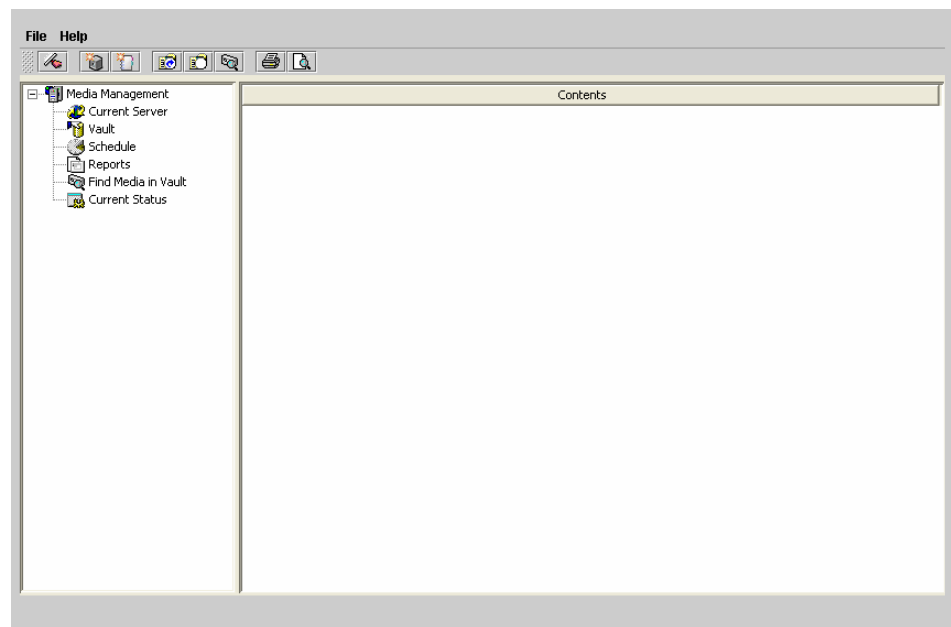 File Help
Media Management
Contents
Current Server
Vault
Schedule
Reports
Find Media in Vault
Current Status